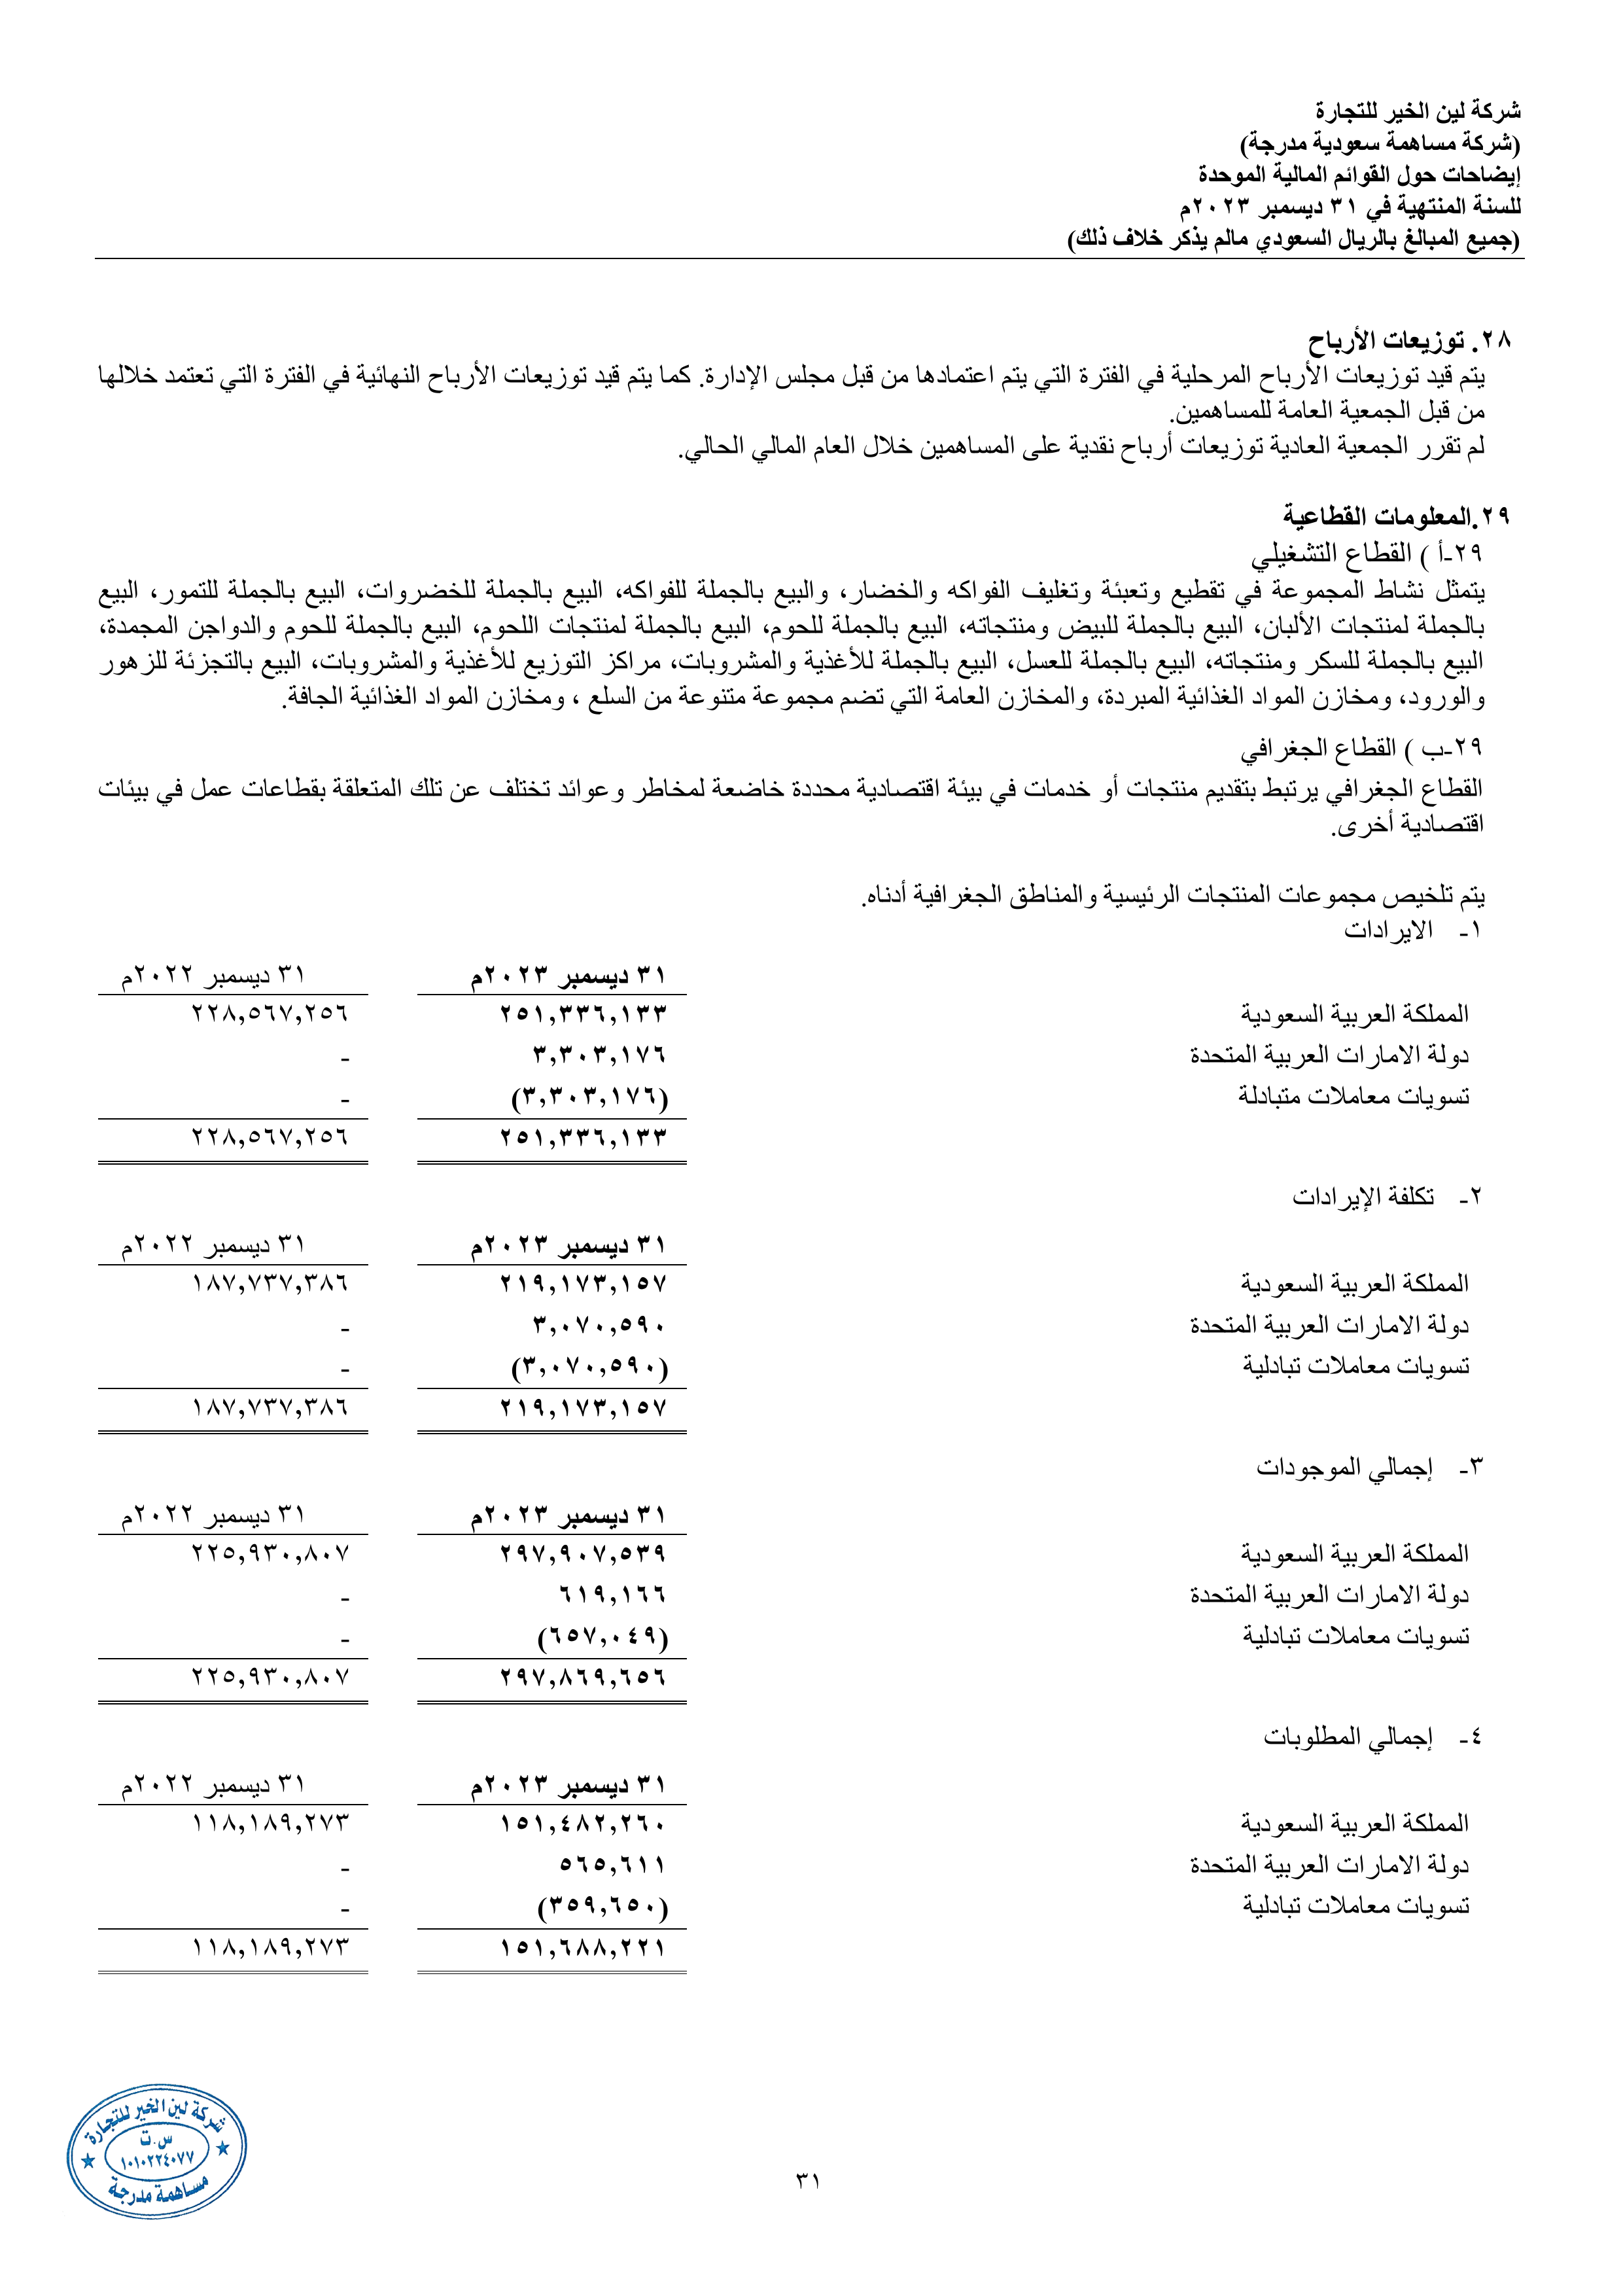 شركة لين الخير للتجارة
(شركة مساهمة سعودية مدرجة)
إيضاحات حول القوائم المالية الموحدة
للسنة المنتهية في ٣١ ديسمبر ٢٠٢٣م
(جميع المبالغ بالريال السعودي مالم يذكر خلاف ذلك)
٢٨. توزيعات الأرباح
يتم قيد توزيعات الأرباح المرحلية في الفترة التي يتم اعتمادها من قبل مجلس الإدارة. كما يتم قيد توزيعات الأرباح النهائية في الفترة التي تعتمد خلالها
من قبل الجمعية العامة للمساهمين.
لم تقرر الجمعية العادية توزيعات أرباح نقدية على المساهمين خلال العام المالي الحالي.
٢٩.المعلومات القطاعية
٢٩-أ ) القطاع التشغيلي
يتمثل نشاط المجموعة في تقطيع وتعبئة وتغليف الفواكه والخضار، والبيع بالجملة للفواكه، البيع بالجملة للخضروات، البيع بالجملة للتمور، البيع
بالجملة لمنتجات الألبان، البيع بالجملة للبيض ومنتجاته، البيع بالجملة للحوم، البيع بالجملة لمنتجات اللحوم، البيع بالجملة للحوم والدواجن المجمدة،
البيع بالجملة للسكر ومنتجاته، البيع بالجملة للعسل، البيع بالجملة للأغذية والمشروبات، مراكز التوزيع للأغذية والمشروبات، البيع بالتجزئة للزهور
والورود، ومخازن المواد الغذائية المبردة، والمخازن العامة التي تضم مجموعة متنوعة من السلع ، ومخازن المواد الغذائية الجافة.
٢٩-ب ) القطاع الجغرافي
القطاع الجغرافي يرتبط بتقديم منتجات أو خدمات في بيئة اقتصادية محددة خاضعة لمخاطر وعوائد تختلف عن تلك المتعلقة بقطاعات عمل في بيئات
اقتصادية أخرى.
يتم تلخيص مجموعات المنتجات الرئيسية والمناطق الجغرافية أدناه.
١- الايرادات
٣١ ديسمبر ٢٠٢٣م ٣١ ديسمبر ٢٠٢٢م
المملكة العربية السعودية ٢٥١,٣٣٦,١٣٣ ٢٢٨,٥٦٧,٢٥٦
دولة الامارات العربية المتحدة ٣,٣٠٣,١٧٦ -
تسويات معاملات متبادلة (٣,٣٠٣,١٧٦) -
٢٥١,٣٣٦,١٣٣ ٢٢٨,٥٦٧,٢٥٦
٢- تكلفة الإيرادات
٣١ ديسمبر ٢٠٢٣م ٣١ ديسمبر ٢٠٢٢م
المملكة العربية السعودية ٢١٩,١٧٣,١٥٧ ١٨٧,٧٣٧,٣٨٦
دولة الامارات العربية المتحدة ٣,٠٧٠,٥٩٠ -
تسويات معاملات تبادلية (٣,٠٧٠,٥٩٠) -
٢١٩,١٧٣,١٥٧ ١٨٧,٧٣٧,٣٨٦
٣- إجمالي الموجودات
٣١ ديسمبر ٢٠٢٣م ٣١ ديسمبر ٢٠٢٢م
المملكة العربية السعودية ٢٩٧,٩٠٧,٥٣٩ ٢٢٥,٩٣٠,٨٠٧
دولة الامارات العربية المتحدة ٦١٩,١٦٦ -
تسويات معاملات تبادلية (٦٥٧,٠٤٩) -
٢٩٧,٨٦٩,٦٥٦ ٢٢٥,٩٣٠,٨٠٧
٤- إجمالي المطلوبات
٣١ ديسمبر ٢٠٢٣م ٣١ ديسمبر ٢٠٢٢م
المملكة العربية السعودية ١٥١,٤٨٢,٢٦٠ ١١٨,١٨٩,٢٧٣
دولة الامارات العربية المتحدة ٥٦٥,٦١١ -
تسويات معاملات تبادلية (٣٥٩,٦٥٠) -
١٥١,٦٨٨,٢٢١ ١١٨,١٨٩,٢٧٣
شركة لين الخير للتجارة
س.ت
١٠١٠٢٢٤٠٧٧
مساهمة مدرجة
٣١